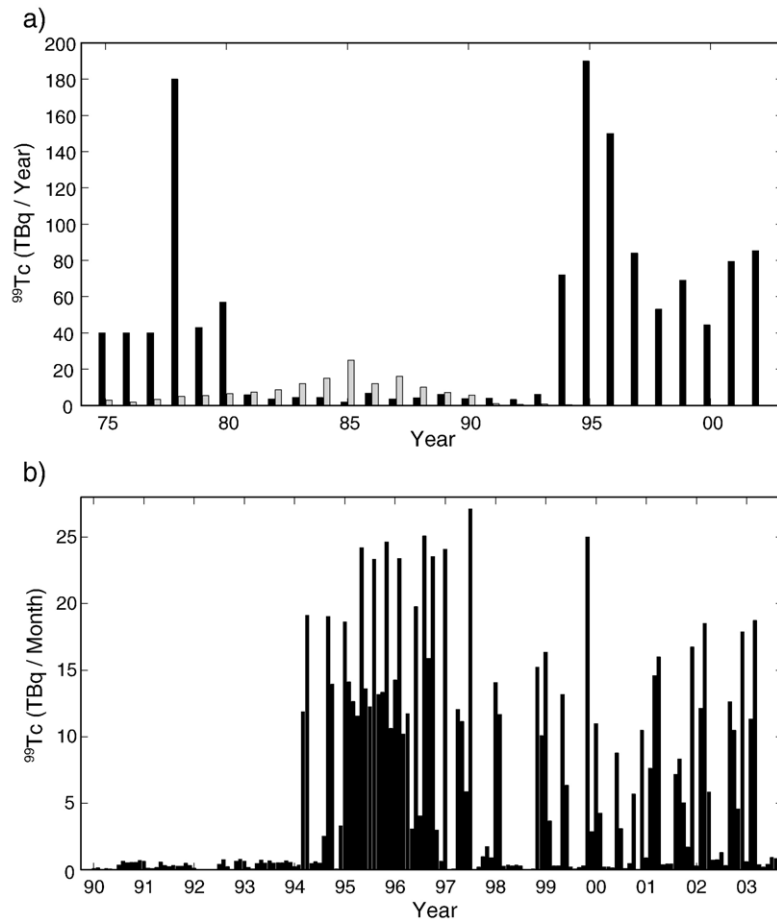 a)
200
180
160
140
120
100
80
60
40
20
0
⁹⁹Tc (TBq / Year)
75 80 85 90 95 00
Year
b)
25
20
15
10
5
0
⁹⁹Tc (TBq / Month)
90 91 92 93 94 95 96 97 98 99 00 01 02 03
Year